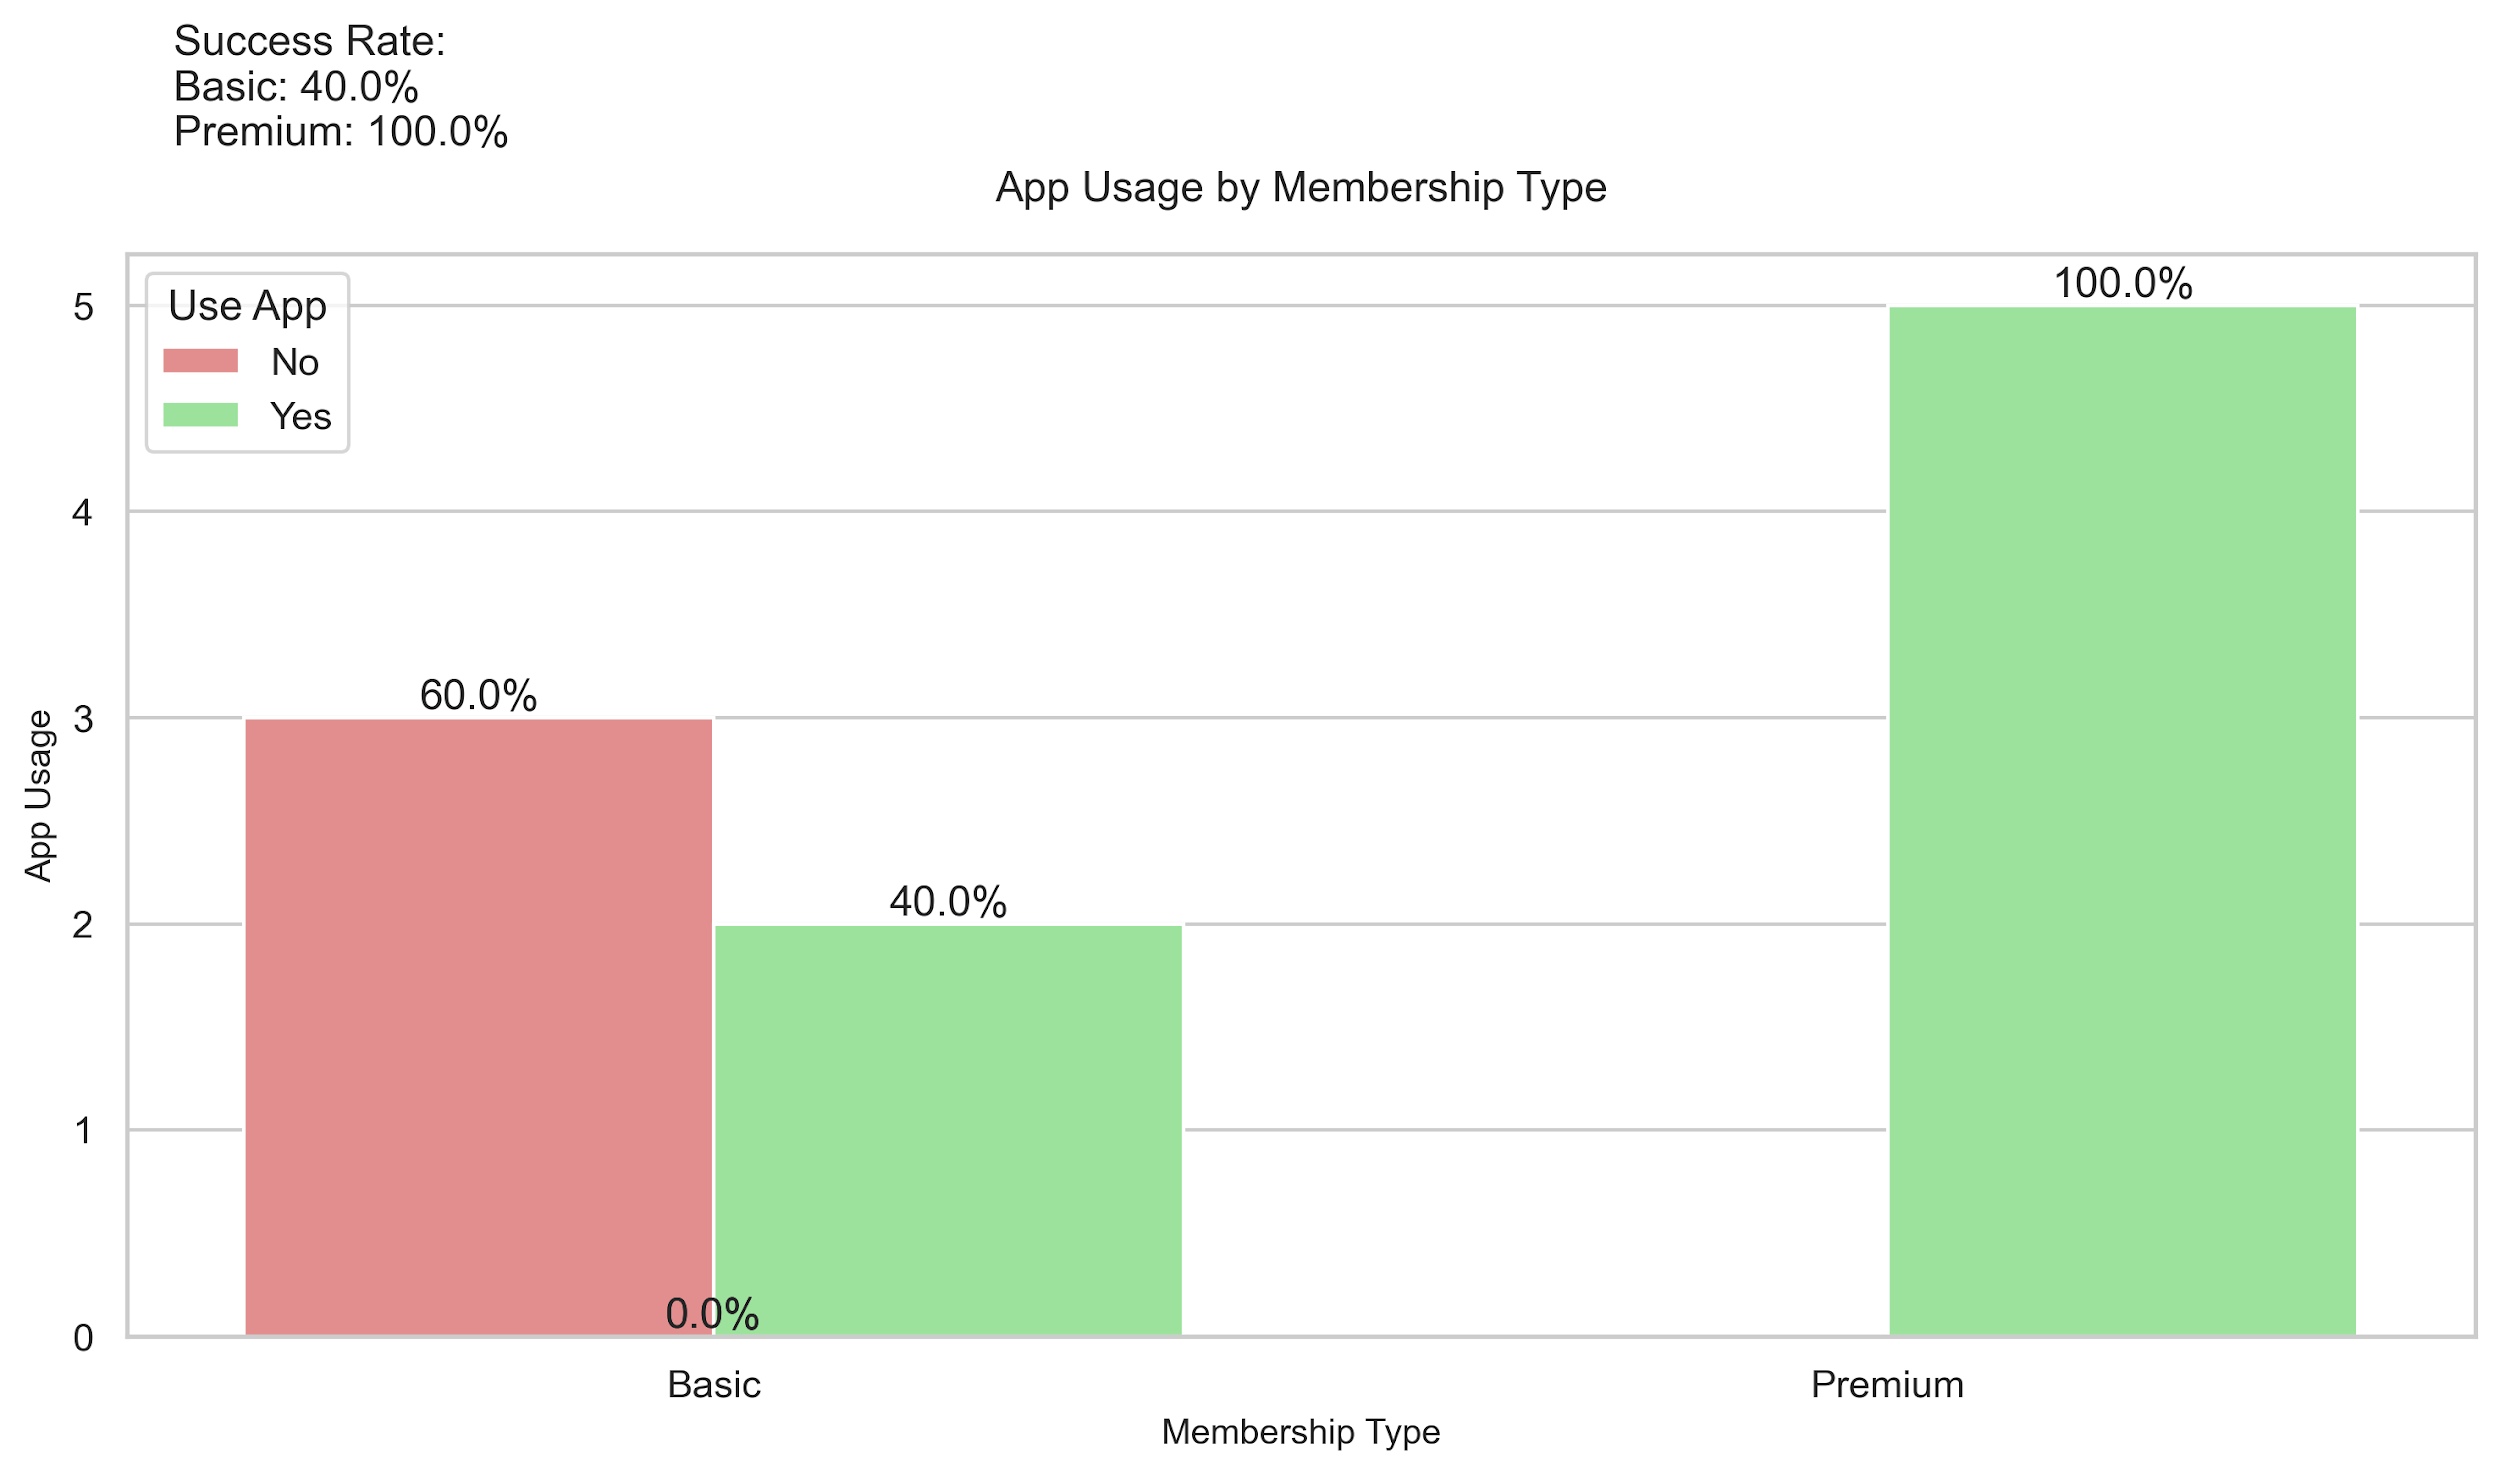 Success Rate:
Basic: 40.0%
Premium: 100.0%
App Usage by Membership Type
100.0%
5
Use App
No
Yes
4
60.0%
3
App Usage
40.0%
2
1
0.0%
0
Basic
Premium
Membership Type